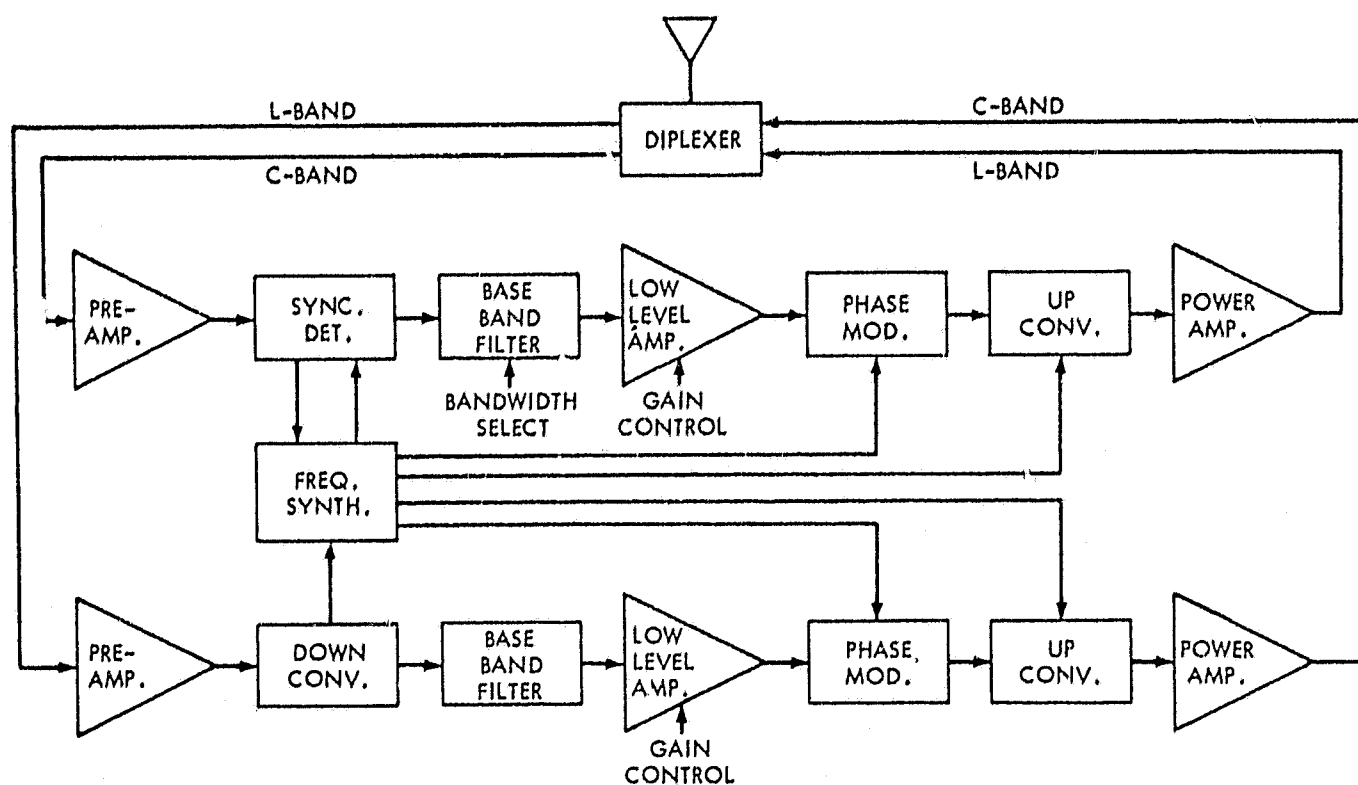 L-BAND
C-BAND
DIPLEXER
C-BAND
L-BAND
PRE-
AMP.
SYNC.
DET.
BASE
BAND
FILTER
LOW
LEVEL
AMP.
PHASE
MOD.
UP
CONV.
POWER
AMP.
BANDWIDTH
SELECT
GAIN
CONTROL
FREQ.
SYNTH.
PRE-
AMP.
DOWN
CONV.
BASE
BAND
FILTER
LOW
LEVEL
AMP.
PHASE
MOD.
UP
CONV.
POWER
AMP.
GAIN
CONTROL